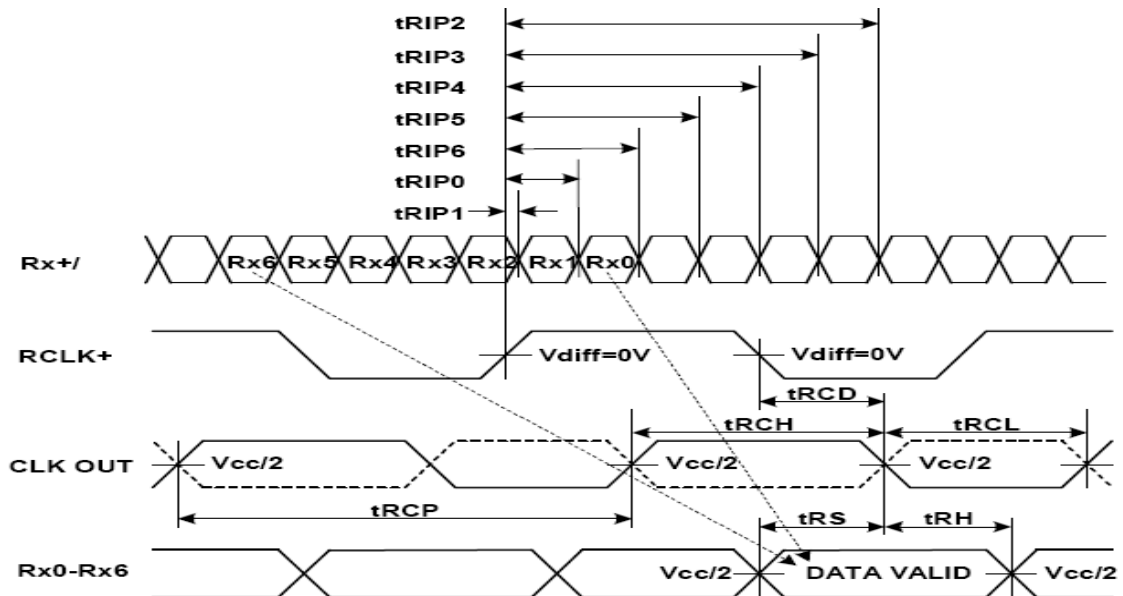 tRIP2
tRIP3
tRIP4
tRIP5
tRIP6
tRIP0
tRIP1
Rx+/ Rx6 Rx5 Rx4 Rx3 Rx2 Rx1 Rx0
RCLK+ Vdiff=0V Vdiff=0V
tRCD
tRCH tRCL
CLK OUT Vcc/2 Vcc/2 Vcc/2
tRCP tRS tRH
Rx0-Rx6 Vcc/2 DATA VALID Vcc/2